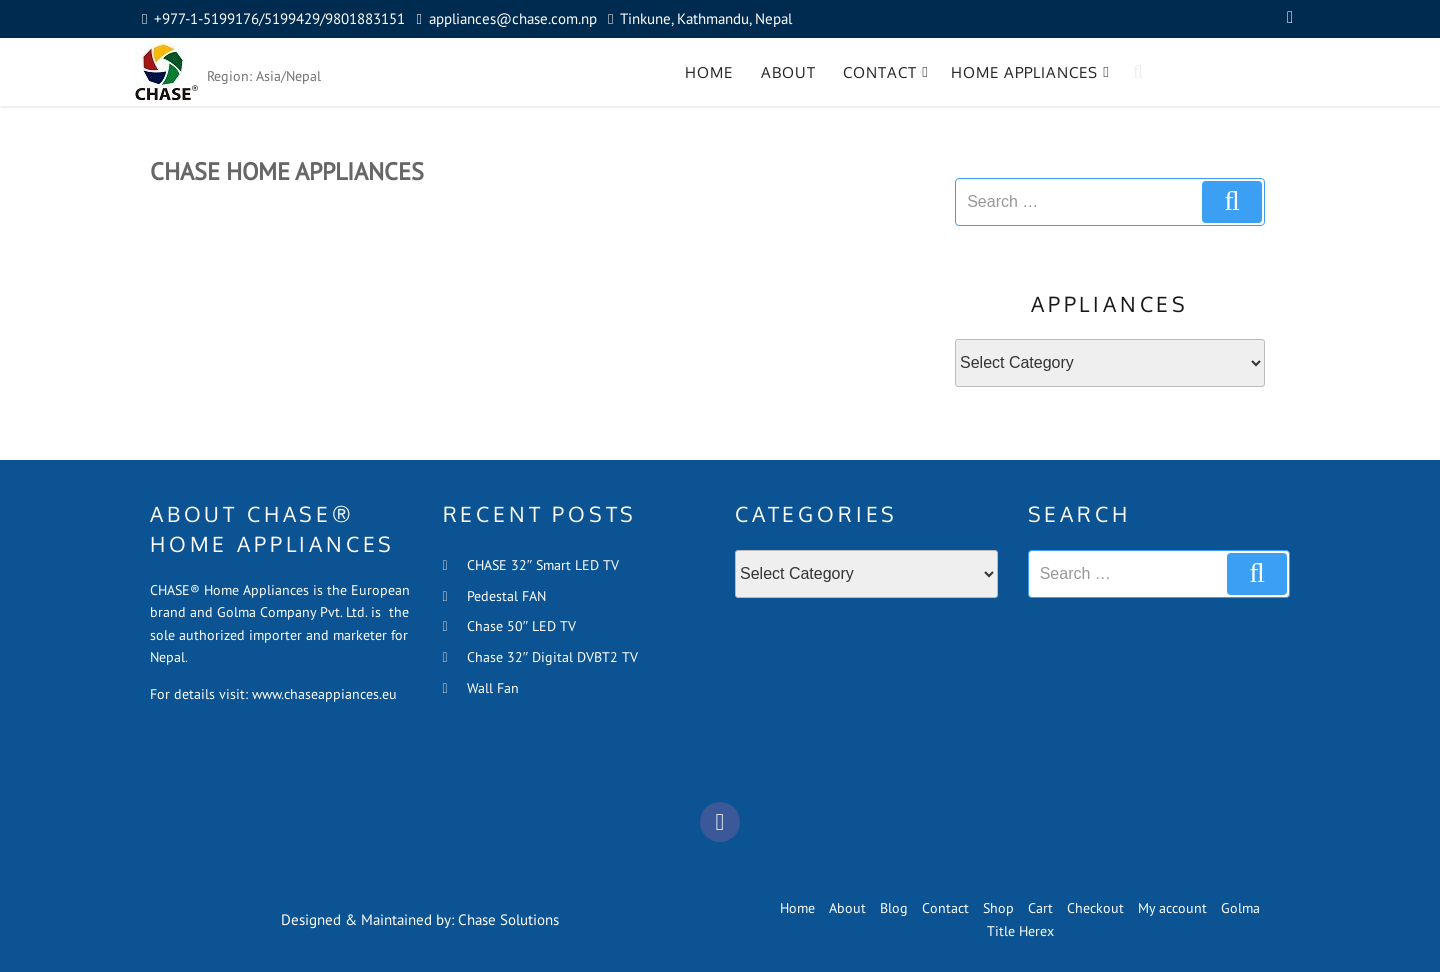 +977-1-5199176/5199429/9801883151 appliances@chase.com.np Tinkune, Kathmandu, Nepal
CHASE® Region: Asia/Nepal
HOME ABOUT CONTACT HOME APPLIANCES
CHASE HOME APPLIANCES
Search …
APPLIANCES
Select Category
ABOUT CHASE®
HOME APPLIANCES
CHASE® Home Appliances is the European
brand and Golma Company Pvt. Ltd. is the
sole authorized importer and marketer for
Nepal.
For details visit: www.chaseappiances.eu
RECENT POSTS
CHASE 32″ Smart LED TV
Pedestal FAN
Chase 50″ LED TV
Chase 32″ Digital DVBT2 TV
Wall Fan
CATEGORIES
Select Category
SEARCH
Search …
Designed & Maintained by: Chase Solutions
Home About Blog Contact Shop Cart Checkout My account Golma
Title Herex